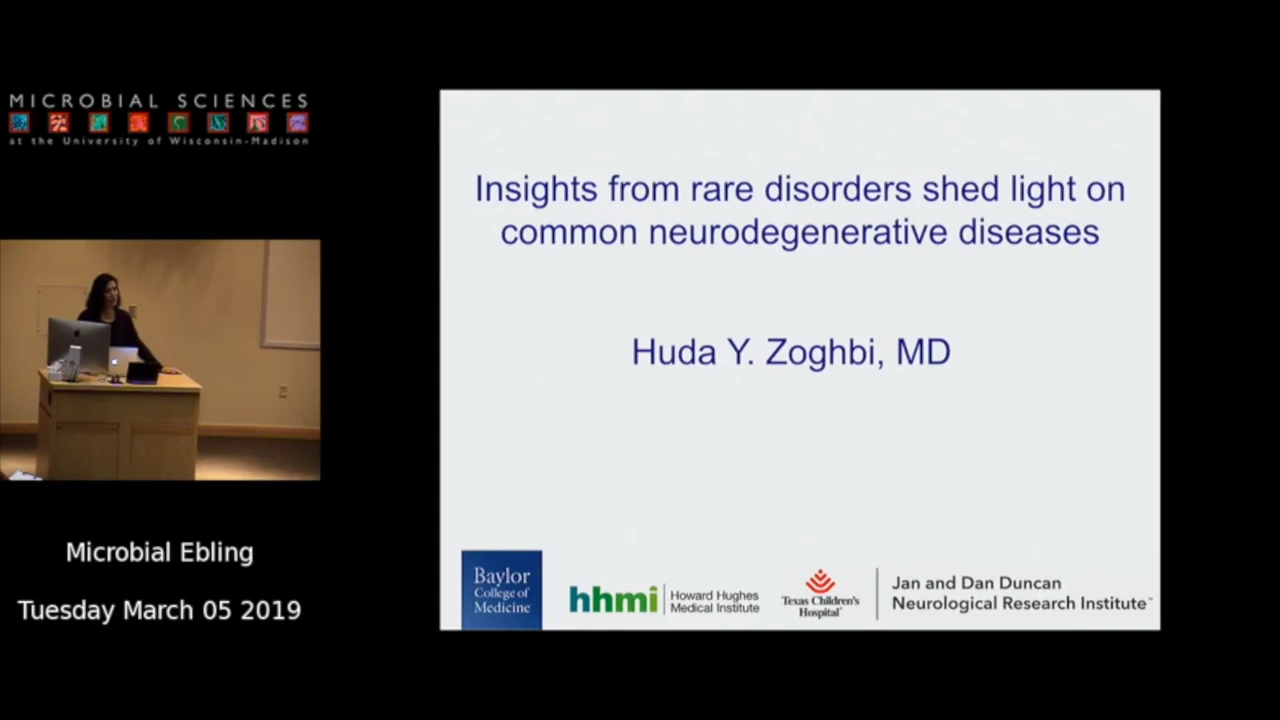 MICROBIAL SCIENCES
at the University of Wisconsin-Madison
Microbial Ebling
Tuesday March 05 2019
Insights from rare disorders shed light on
common neurodegenerative diseases
Huda Y. Zoghbi, MD
Baylor
College of
Medicine
hhmi
Howard Hughes
Medical Institute
Texas Children's
Hospital
Jan and Dan Duncan
Neurological Research Institute™